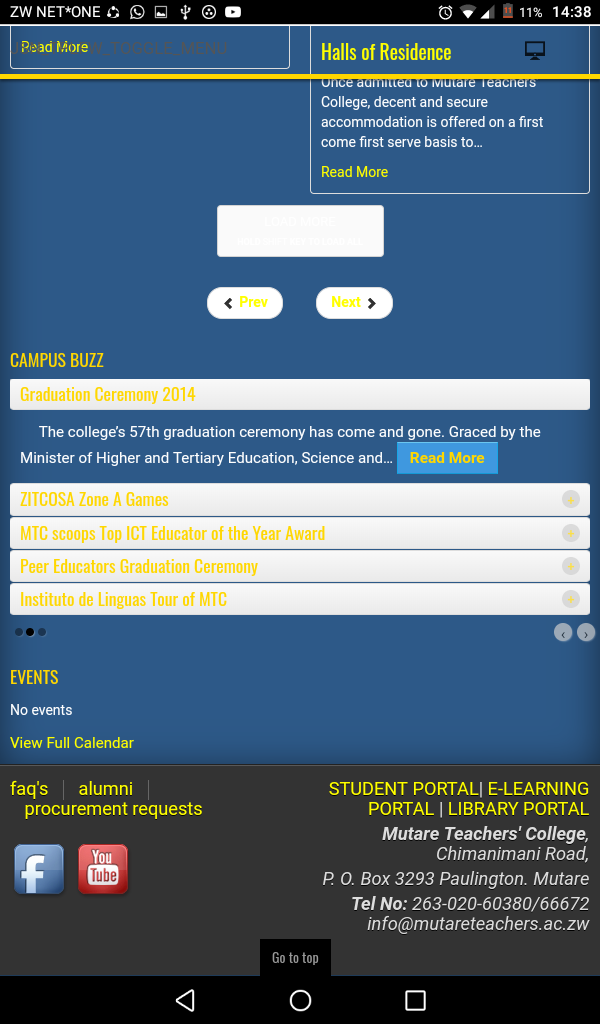 ZW NET*ONE 11% 14:38
Read More
Halls of Residence
Once admitted to Mutare Teachers
College, decent and secure
accommodation is offered on a first
come first serve basis to…
Read More
LOAD MORE
Prev Next
CAMPUS BUZZ
Graduation Ceremony 2014
The college's 57th graduation ceremony has come and gone. Graced by the
Minister of Higher and Tertiary Education, Science and… Read More
ZITCOSA Zone A Games
MTC scoops Top ICT Educator of the Year Award
Peer Educators Graduation Ceremony
Instituto de Linguas Tour of MTC
EVENTS
No events
View Full Calendar
faq's alumni
procurement requests
You
Tube
STUDENT PORTAL| E-LEARNING
PORTAL | LIBRARY PORTAL
Mutare Teachers' College,
Chimanimani Road,
P. O. Box 3293 Paulington. Mutare
Tel No: 263-020-60380/66672
info@mutareteachers.ac.zw
Go to top